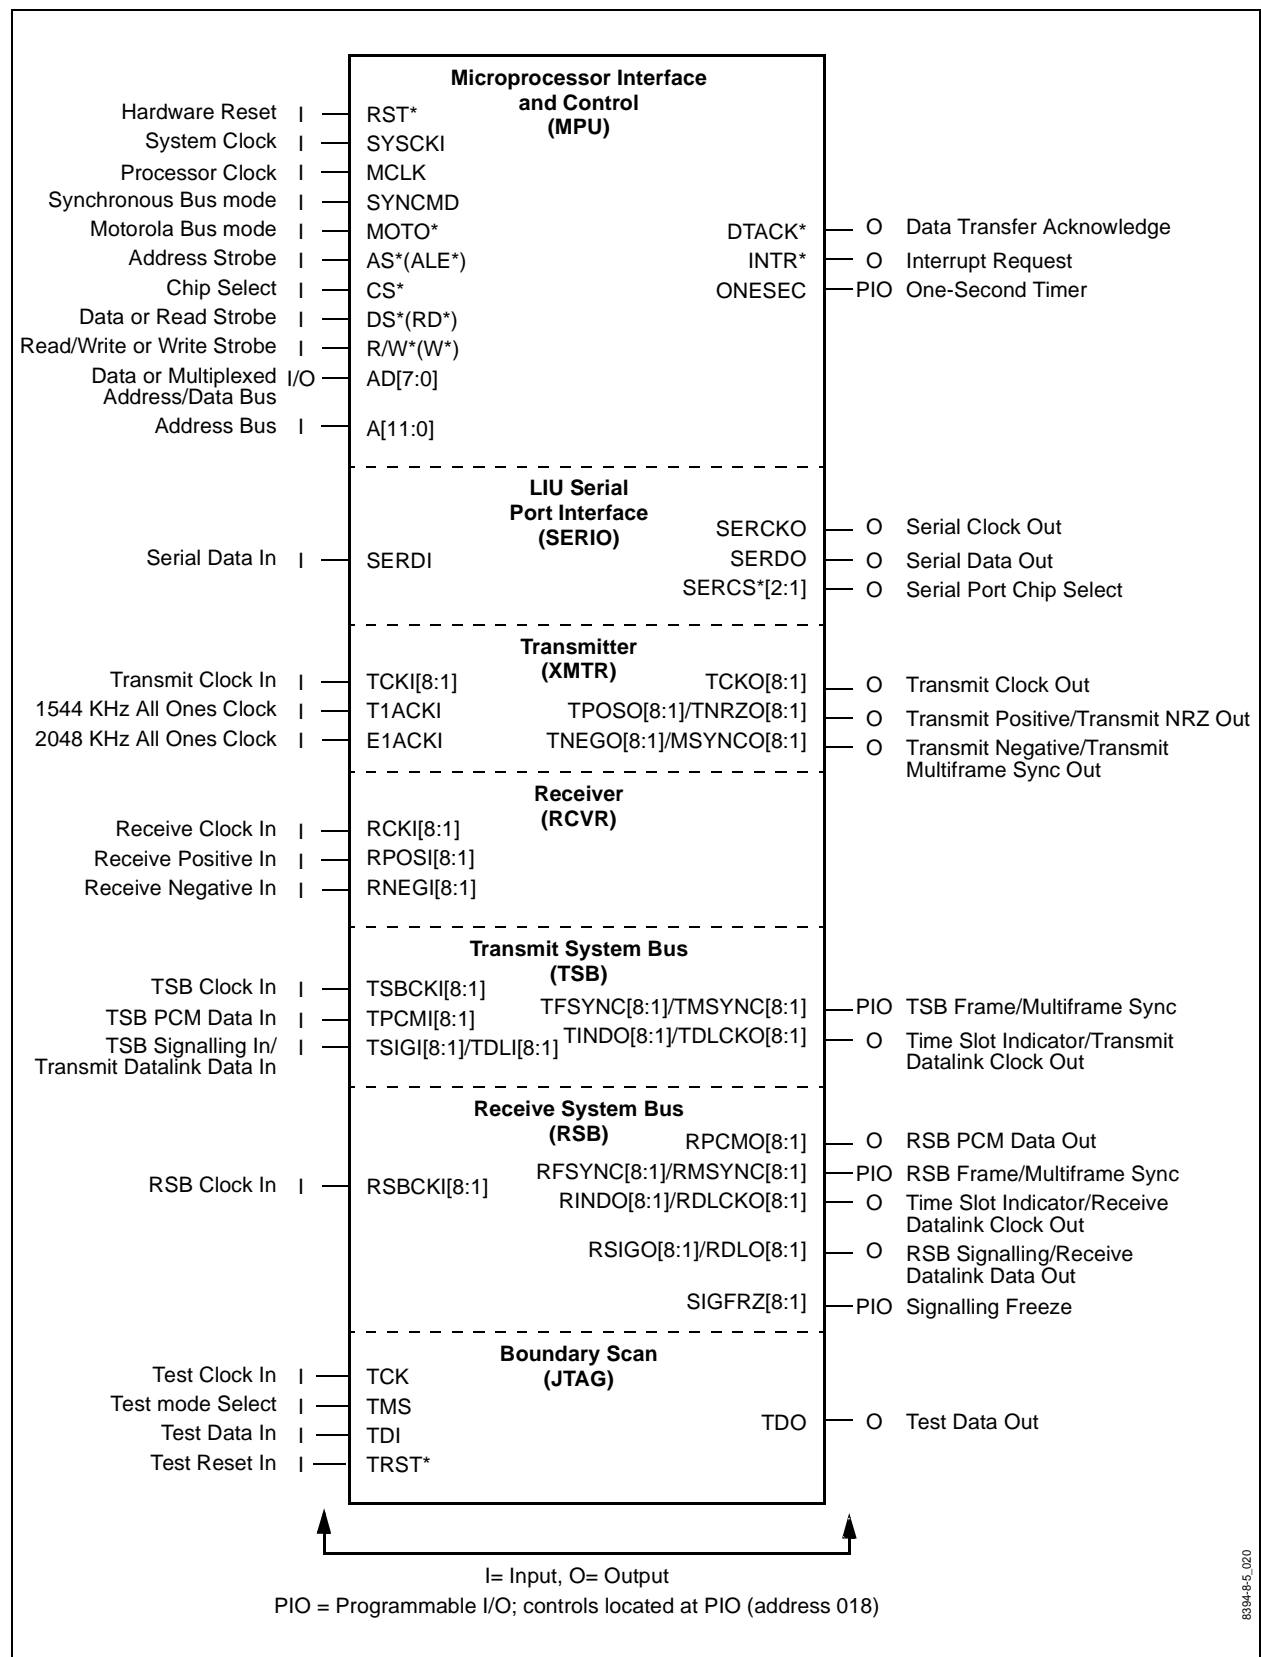 Microprocessor Interface
and Control
(MPU)
Hardware Reset I RST*
System Clock I SYSCKI
Processor Clock I MCLK
Synchronous Bus mode I SYNCMD
Motorola Bus mode I MOTO* DTACK* O Data Transfer Acknowledge
Address Strobe I AS*(ALE*) INTR* O Interrupt Request
Chip Select I CS* ONESEC PIO One-Second Timer
Data or Read Strobe I DS*(RD*)
Read/Write or Write Strobe I R/W*(W*)
Data or Multiplexed I/O AD[7:0]
Address/Data Bus
Address Bus I A[11:0]
LIU Serial
Port Interface
(SERIO)
SERCKO O Serial Clock Out
Serial Data In I SERDI SERDO O Serial Data Out
SERCS*[2:1] O Serial Port Chip Select
Transmitter
(XMTR)
Transmit Clock In I TCKI[8:1] TCKO[8:1] O Transmit Clock Out
1544 KHz All Ones Clock I T1ACKI TPOSO[8:1]/TNRZO[8:1] O Transmit Positive/Transmit NRZ Out
2048 KHz All Ones Clock I E1ACKI TNEGO[8:1]/MSYNCO[8:1] O Transmit Negative/Transmit
Multiframe Sync Out
Receiver
(RCVR)
Receive Clock In I RCKI[8:1]
Receive Positive In I RPOSI[8:1]
Receive Negative In I RNEGI[8:1]
Transmit System Bus
(TSB)
TSB Clock In I TSBCKI[8:1]
TFSYNC[8:1]/TMSYNC[8:1] PIO TSB Frame/Multiframe Sync
TSB PCM Data In I TPCMI[8:1]
TINDO[8:1]/TDLCKO[8:1] O Time Slot Indicator/Transmit
Datalink Clock Out
TSB Signalling In/ I TSIGI[8:1]/TDLI[8:1]
Transmit Datalink Data In
Receive System Bus
(RSB)
RPCMO[8:1] O RSB PCM Data Out
RFSYNC[8:1]/RMSYNC[8:1] PIO RSB Frame/Multiframe Sync
RSB Clock In I RSBCKI[8:1]
RINDO[8:1]/RDLCKO[8:1] O Time Slot Indicator/Receive
Datalink Clock Out
RSIGO[8:1]/RDLO[8:1] O RSB Signalling/Receive
Datalink Data Out
SIGFRZ[8:1] PIO Signalling Freeze
Boundary Scan
(JTAG)
Test Clock In I TCK
Test mode Select I TMS
TDO O Test Data Out
Test Data In I TDI
Test Reset In I TRST*
I= Input, O= Output
PIO = Programmable I/O; controls located at PIO (address 018)
8394-8-5_020